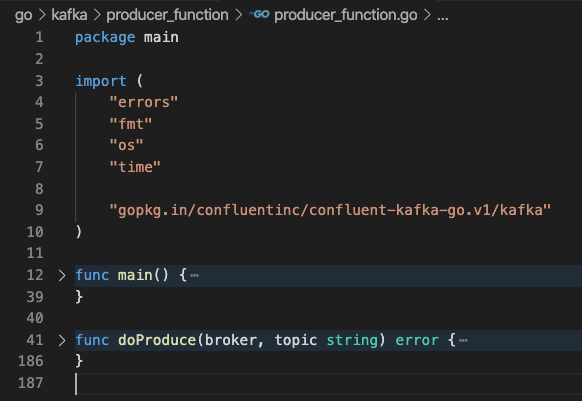 go > kafka > producer_function > GO producer_function.go > ...
1 package main
2
3 import (
4 "errors"
5 "fmt"
6 "os"
7 "time"
8
9 "gopkg.in/confluentinc/confluent-kafka-go.v1/kafka"
10 )
11
12 > func main() {⋯
39 }
40
41 > func doProduce(broker, topic string) error {⋯
186 }
187